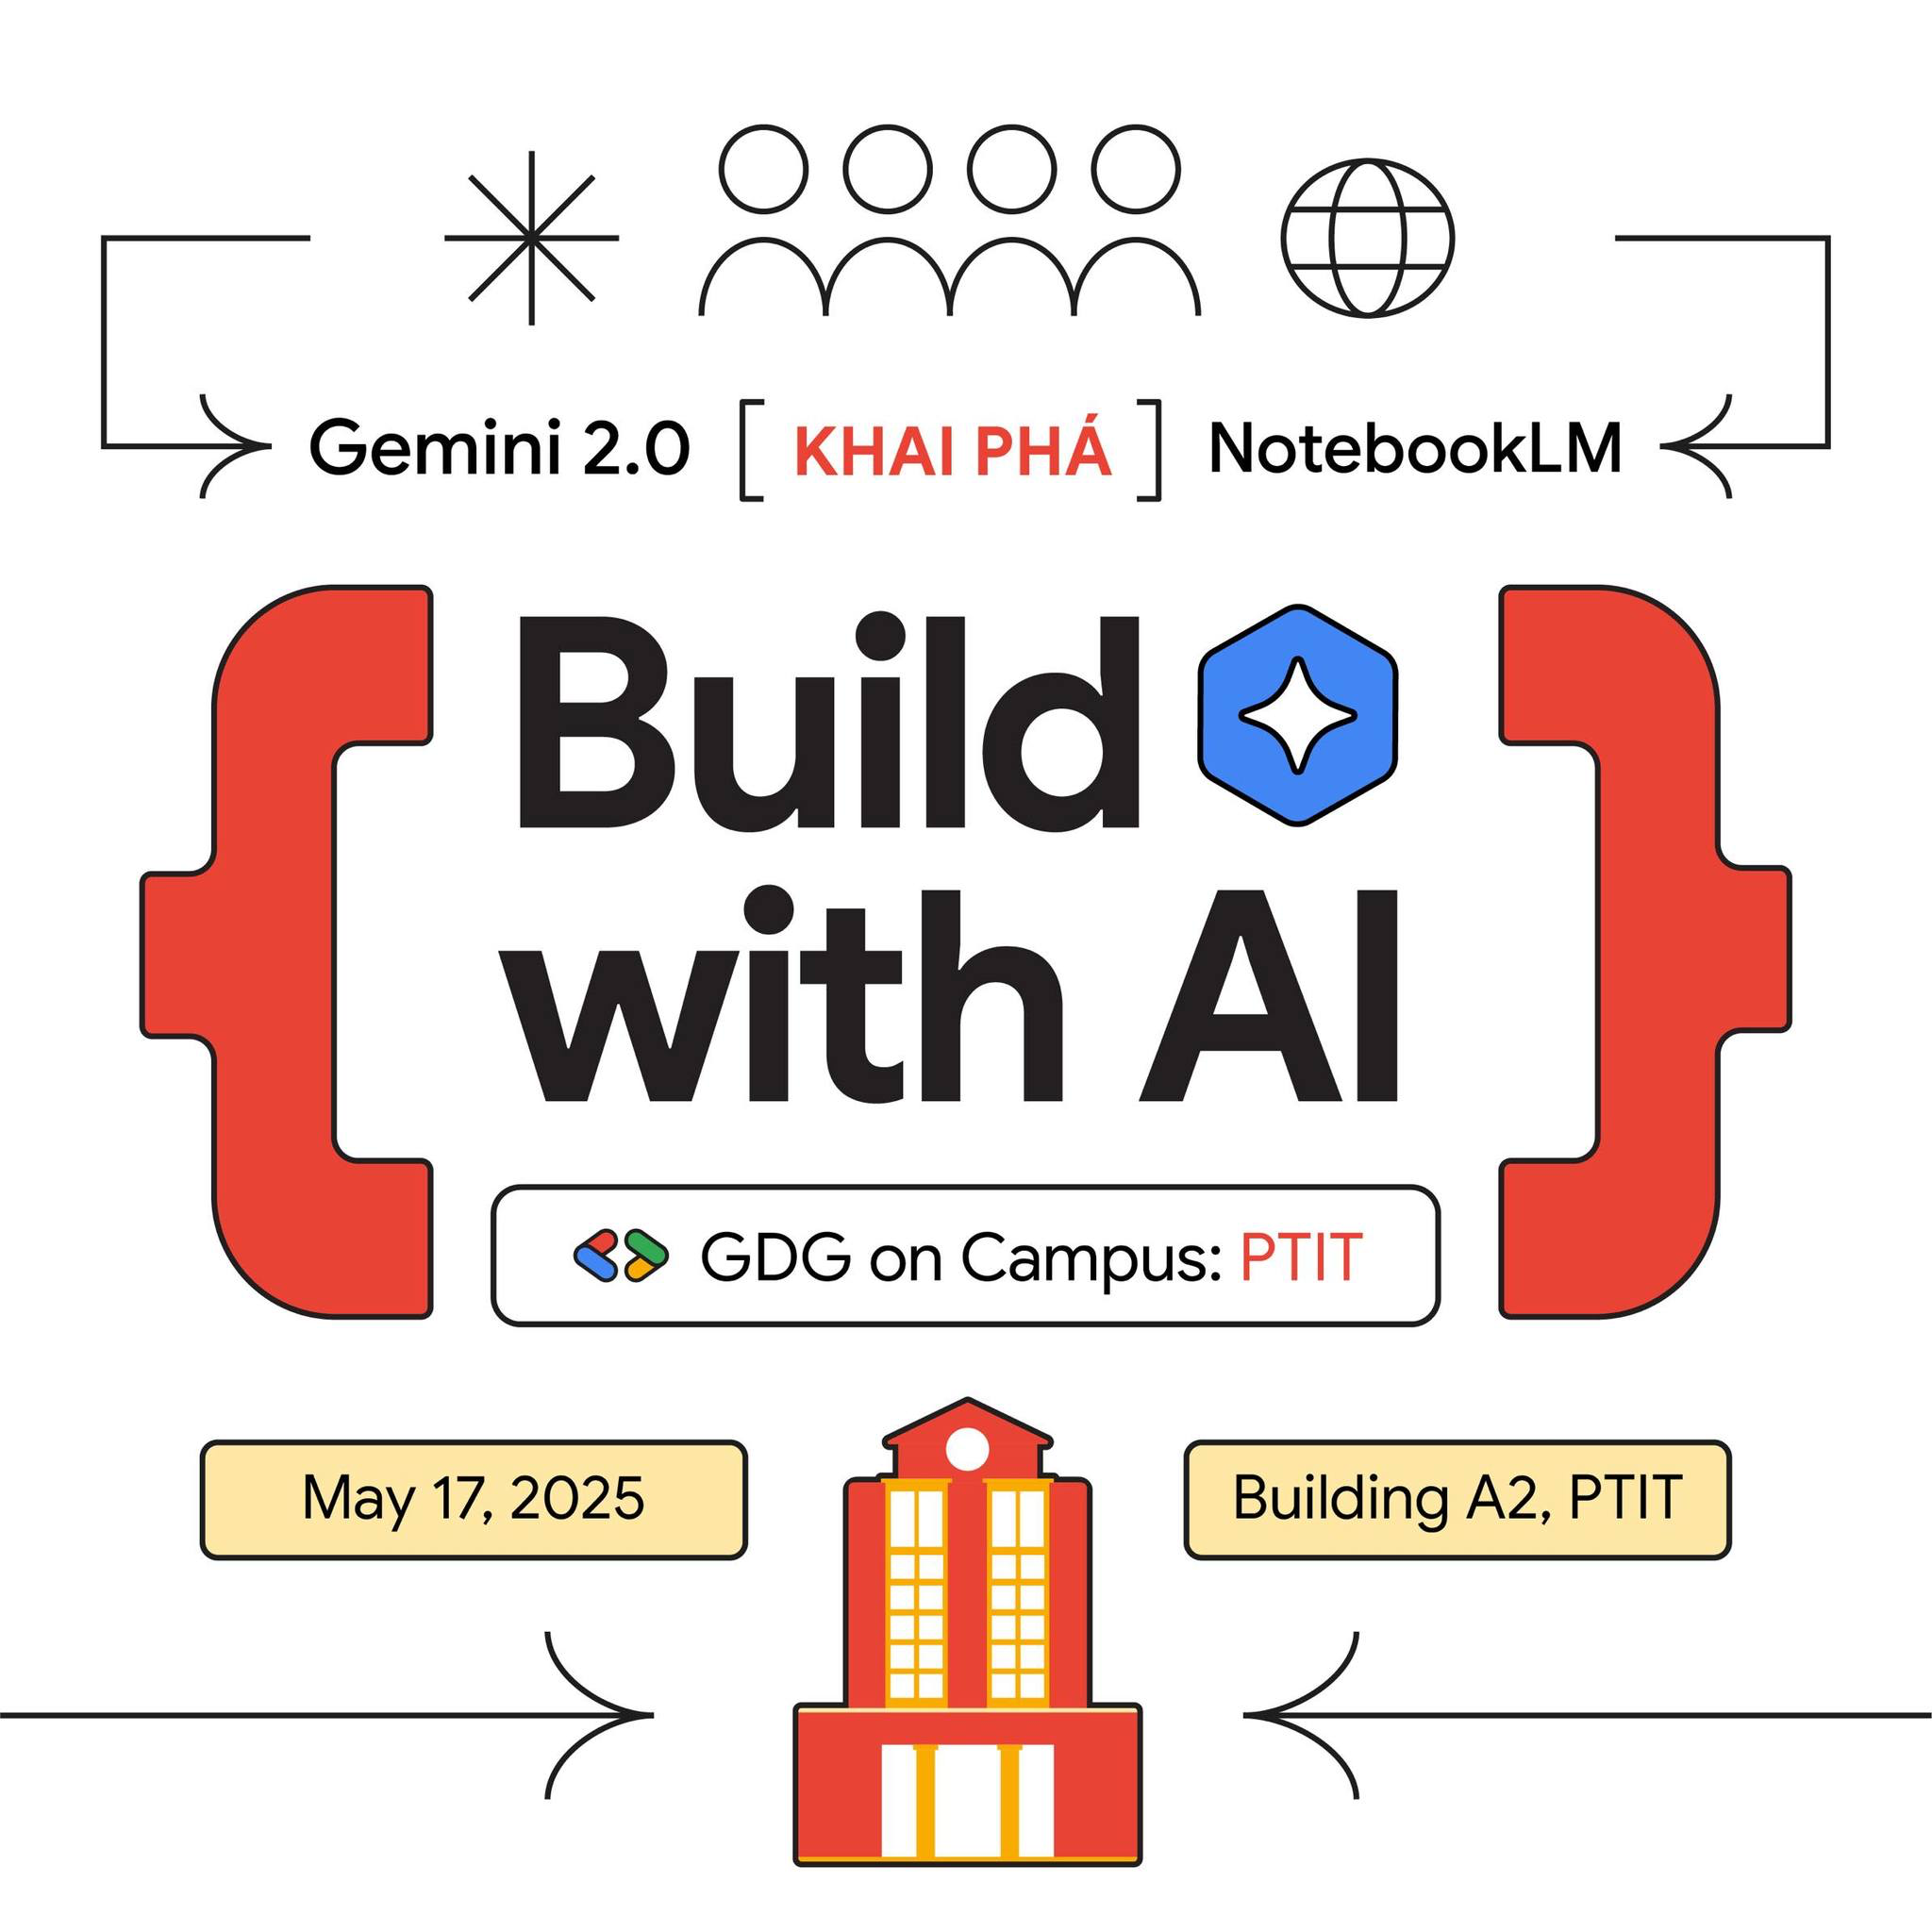 Gemini 2.0 [ KHAI PHÁ ] NotebooKLM
Build
with AI
GDG on Campus: PTIT
May 17, 2025
Building A2, PTIT